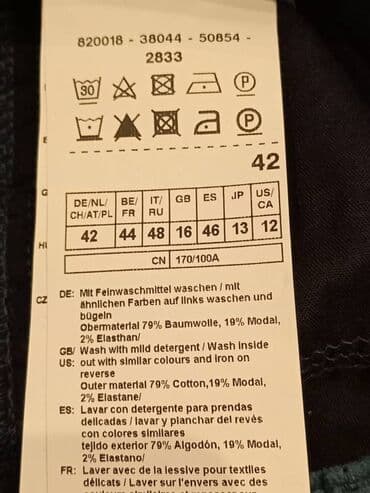 820018 - 38044 - 50854 -
2833
30 P
P
42
DE/NL/ CH/AT/PL BE/ FR IT/ RU GB ES JP US/ CA
42 44 48 16 46 13 12
CN 170/100A
DE: Mit Feinwaschmittel waschen / mit
ähnlichen Farben auf links waschen und
bügeln
Obermaterial 79% Baumwolle, 19% Modal,
2% Elasthan/
GB/ Wash with mild detergent / Wash inside
US: out with similar colours and iron on
reverse
Outer material 79% Cotton,19% Modal,
2% Elastane/
ES: Lavar con detergente para prendas
delicadas / lavar y planchar del revés
con colores similares
tejido exterior 79% Algodón, 19% Modal,
2% Elastano/
FR: Laver avec de la lessive pour textiles
délicats / Laver sur l'envers avec des
CZ